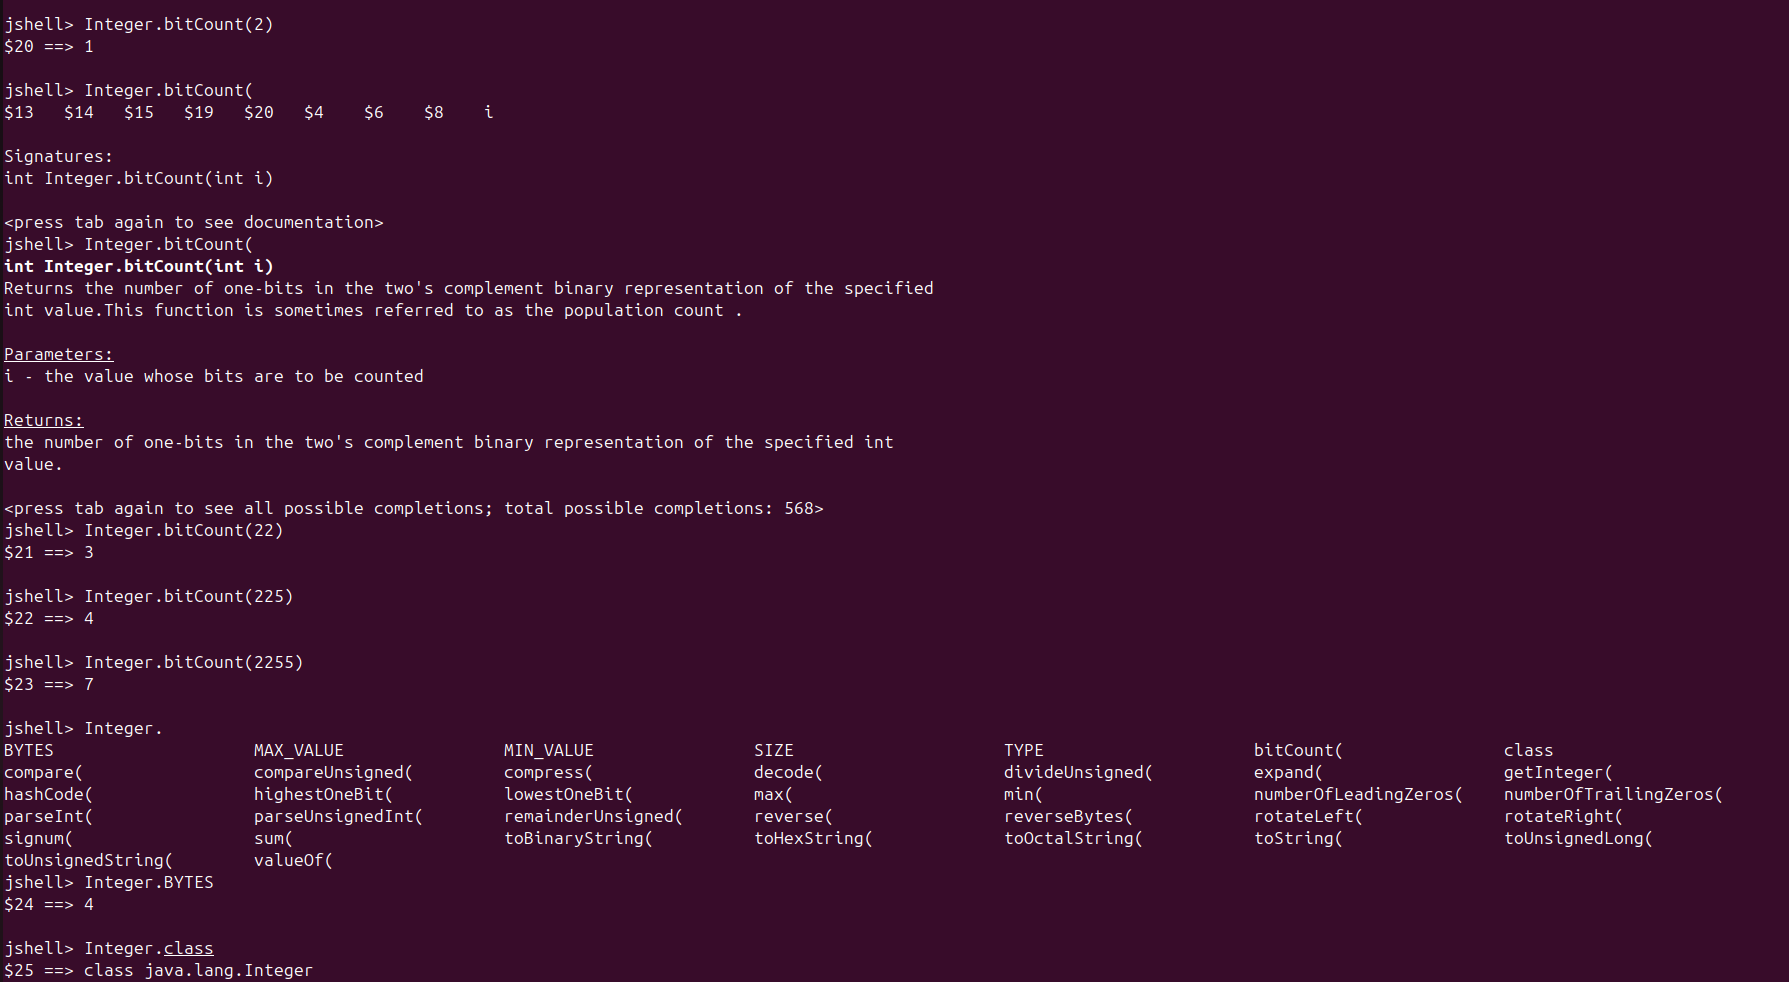 jshell> Integer.bitCount(2)
$20 ==> 1
jshell> Integer.bitCount(
$13   $14   $15   $19   $20   $4    $6    $8    i
Signatures:
int Integer.bitCount(int i)
<press tab again to see documentation>
jshell> Integer.bitCount(
int Integer.bitCount(int i)
Returns the number of one-bits in the two's complement binary representation of the specified
int value.This function is sometimes referred to as the population count .
Parameters:
i - the value whose bits are to be counted
Returns:
the number of one-bits in the two's complement binary representation of the specified int
value.
<press tab again to see all possible completions; total possible completions: 568>
jshell> Integer.bitCount(22)
$21 ==> 3
jshell> Integer.bitCount(225)
$22 ==> 4
jshell> Integer.bitCount(2255)
$23 ==> 7
jshell> Integer.
BYTES                    MAX_VALUE                MIN_VALUE                SIZE                     TYPE                     bitCount(                class
compare(                 compareUnsigned(         compress(                decode(                  divideUnsigned(          expand(                  getInteger(
hashCode(                highestOneBit(           lowestOneBit(            max(                     min(                     numberOfLeadingZeros(    numberOfTrailingZeros(
parseInt(                parseUnsignedInt(        remainderUnsigned(       reverse(                 reverseBytes(            rotateLeft(              rotateRight(
signum(                  sum(                     toBinaryString(          toHexString(             toOctalString(           toString(                toUnsignedLong(
toUnsignedString(        valueOf(
jshell> Integer.BYTES
$24 ==> 4
jshell> Integer.class
$25 ==> class java.lang.Integer